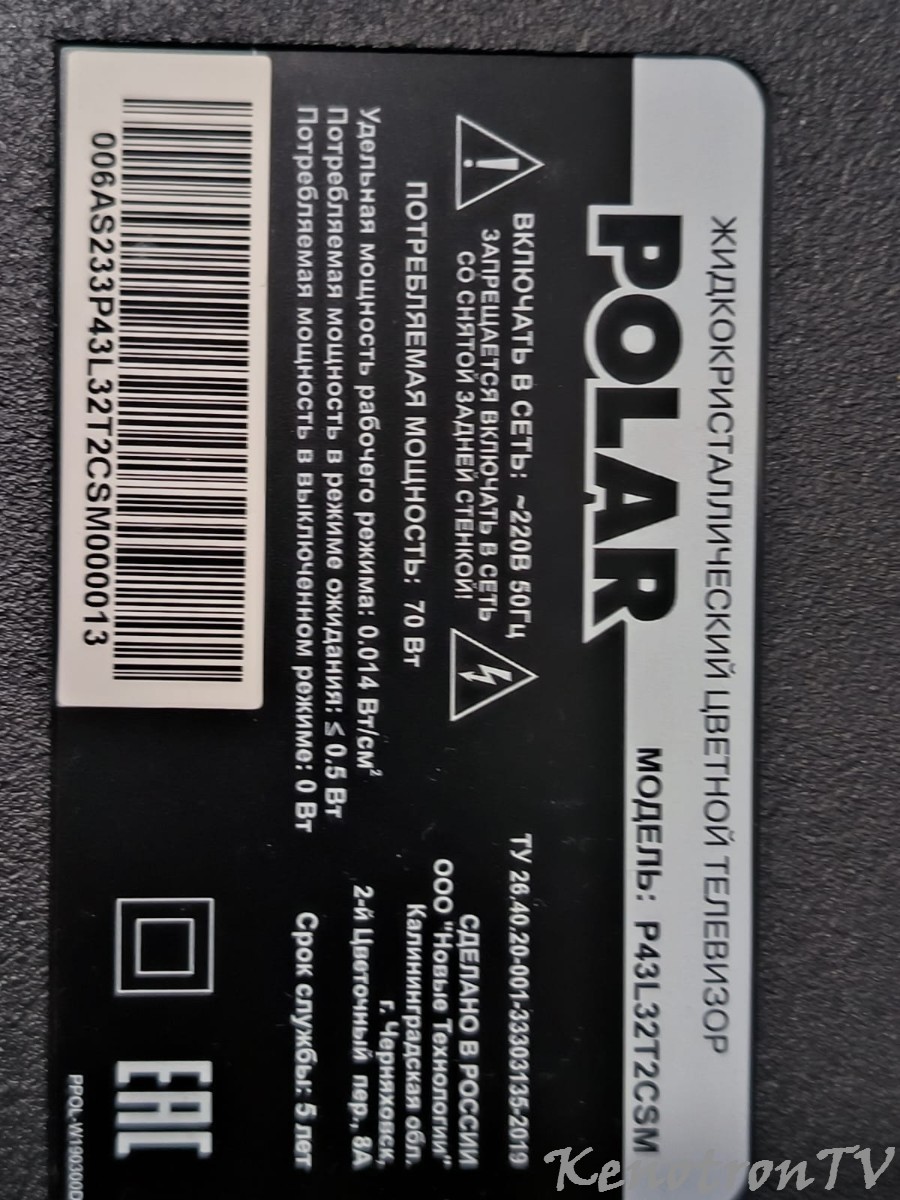 ЖИДКОКРИСТАЛЛИЧЕСКИЙ ЦВЕТНОЙ ТЕЛЕВИЗОР
POLAR
МОДЕЛЬ: P43L32T2CSM
ВКЛЮЧАТЬ В СЕТЬ: ~220В 50Гц
ЗАПРЕЩАЕТСЯ ВКЛЮЧАТЬ В СЕТЬ
СО СНЯТОЙ ЗАДНЕЙ СТЕНКОЙ!
ПОТРЕБЛЯЕМАЯ МОЩНОСТЬ: 70 Вт
Удельная мощность рабочего режима: 0.014 Вт/см²
Потребляемая мощность в режиме ожидания: ≤ 0.5 Вт
Потребляемая мощность в выключенном режиме: 0 Вт
ТУ 26.40.20-001-33303135-2019
СДЕЛАНО В РОССИИ
ООО "Новые Технологии"
Калининградская обл.
г. Черняховск,
2-й Цветочный пер., 8А
Срок службы: 5 лет
006AS233P43L32T2CSM00013
EAC
PPOL-W190300D
KenotronTV